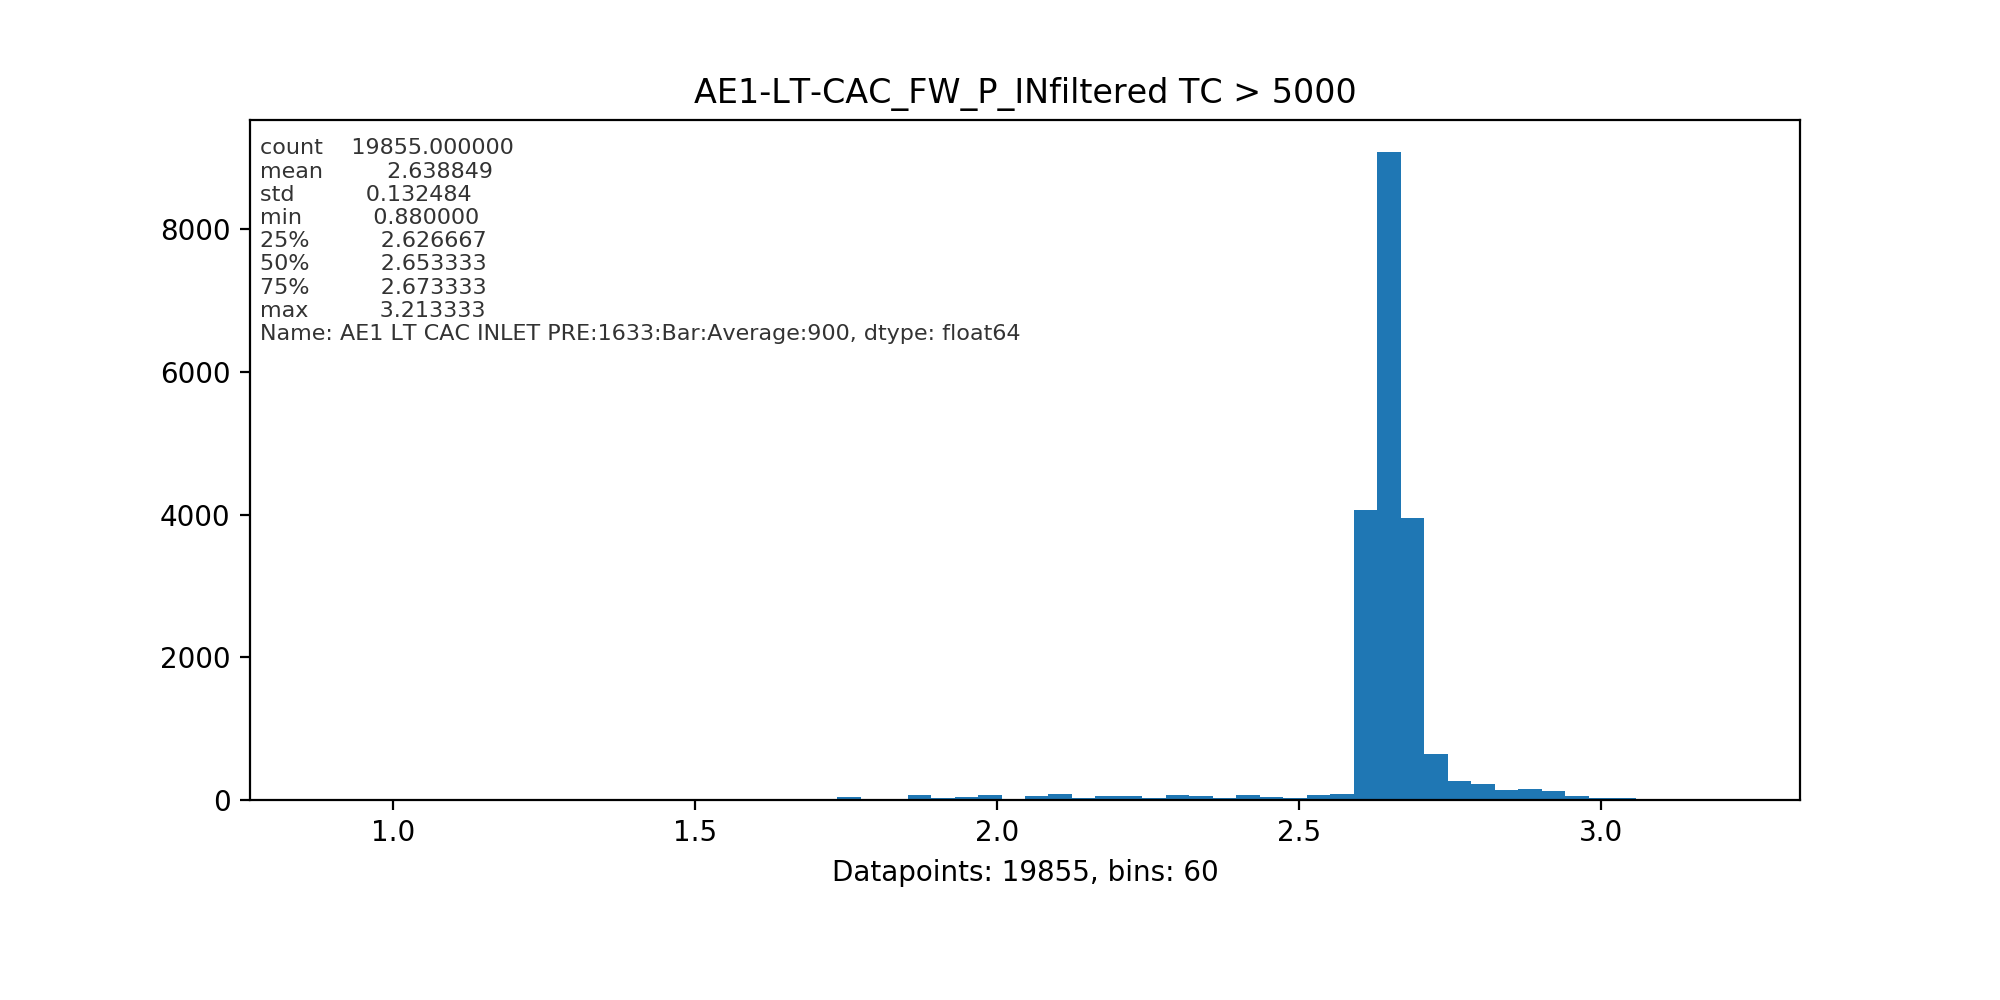 AE1-LT-CAC_FW_P_INfiltered TC > 5000
count 19855.000000
mean 2.638849
std 0.132484
min 0.880000
25% 2.626667
50% 2.653333
75% 2.673333
max 3.213333
Name: AE1 LT CAC INLET PRE:1633:Bar:Average:900, dtype: float64
8000
6000
4000
2000
0
1.0 1.5 2.0 2.5 3.0
Datapoints: 19855, bins: 60